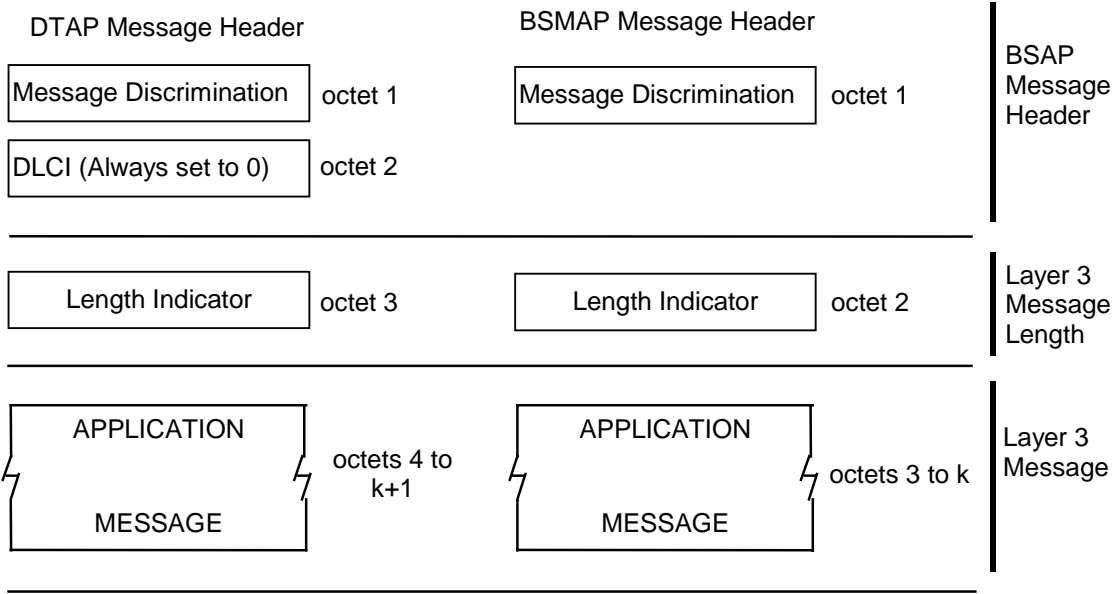 DTAP Message Header
BSMAP Message Header
BSAP
Message
Header
Message Discrimination
octet 1
Message Discrimination
octet 1
DLCI (Always set to 0)
octet 2
Length Indicator
octet 3
Length Indicator
octet 2
Layer 3
Message
Length
APPLICATION
MESSAGE
octets 4 to
k+1
APPLICATION
MESSAGE
octets 3 to k
Layer 3
Message